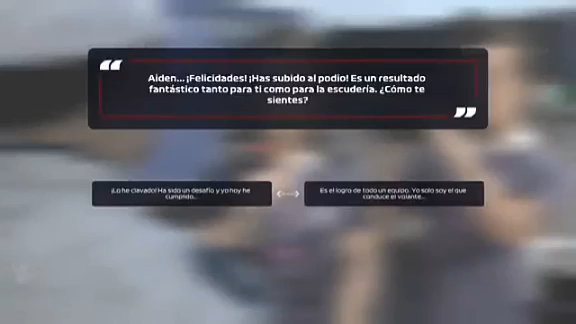 Aiden... ¡Felicidades! ¡Has subido al podio! Es un resultado
fantástico tanto para ti como para la escudería. ¿Cómo te
sientes?
¡Lo he clavado! Ha sido un desafío y yo hoy he
cumplido...
Es el logro de todo un equipo. Yo solo soy el que
conduce el volante...